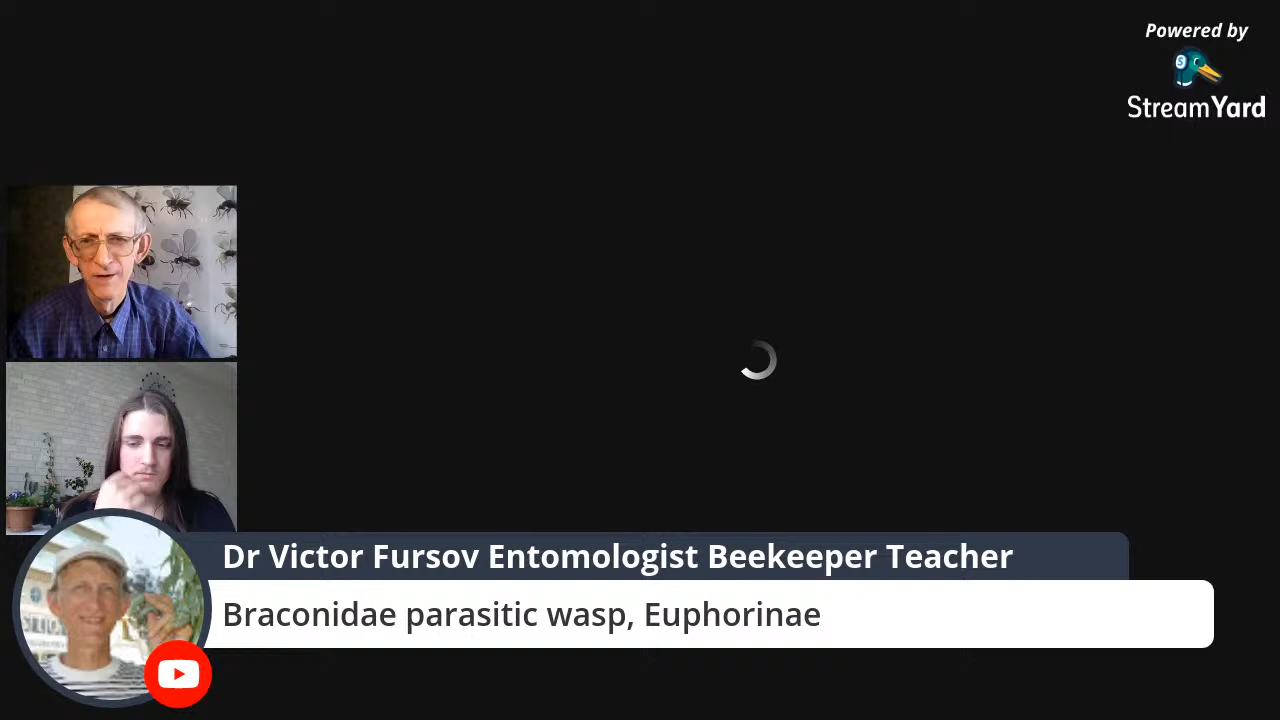 Powered by
StreamYard
Dr Victor Fursov Entomologist Beekeeper Teacher
Braconidae parasitic wasp, Euphorinae